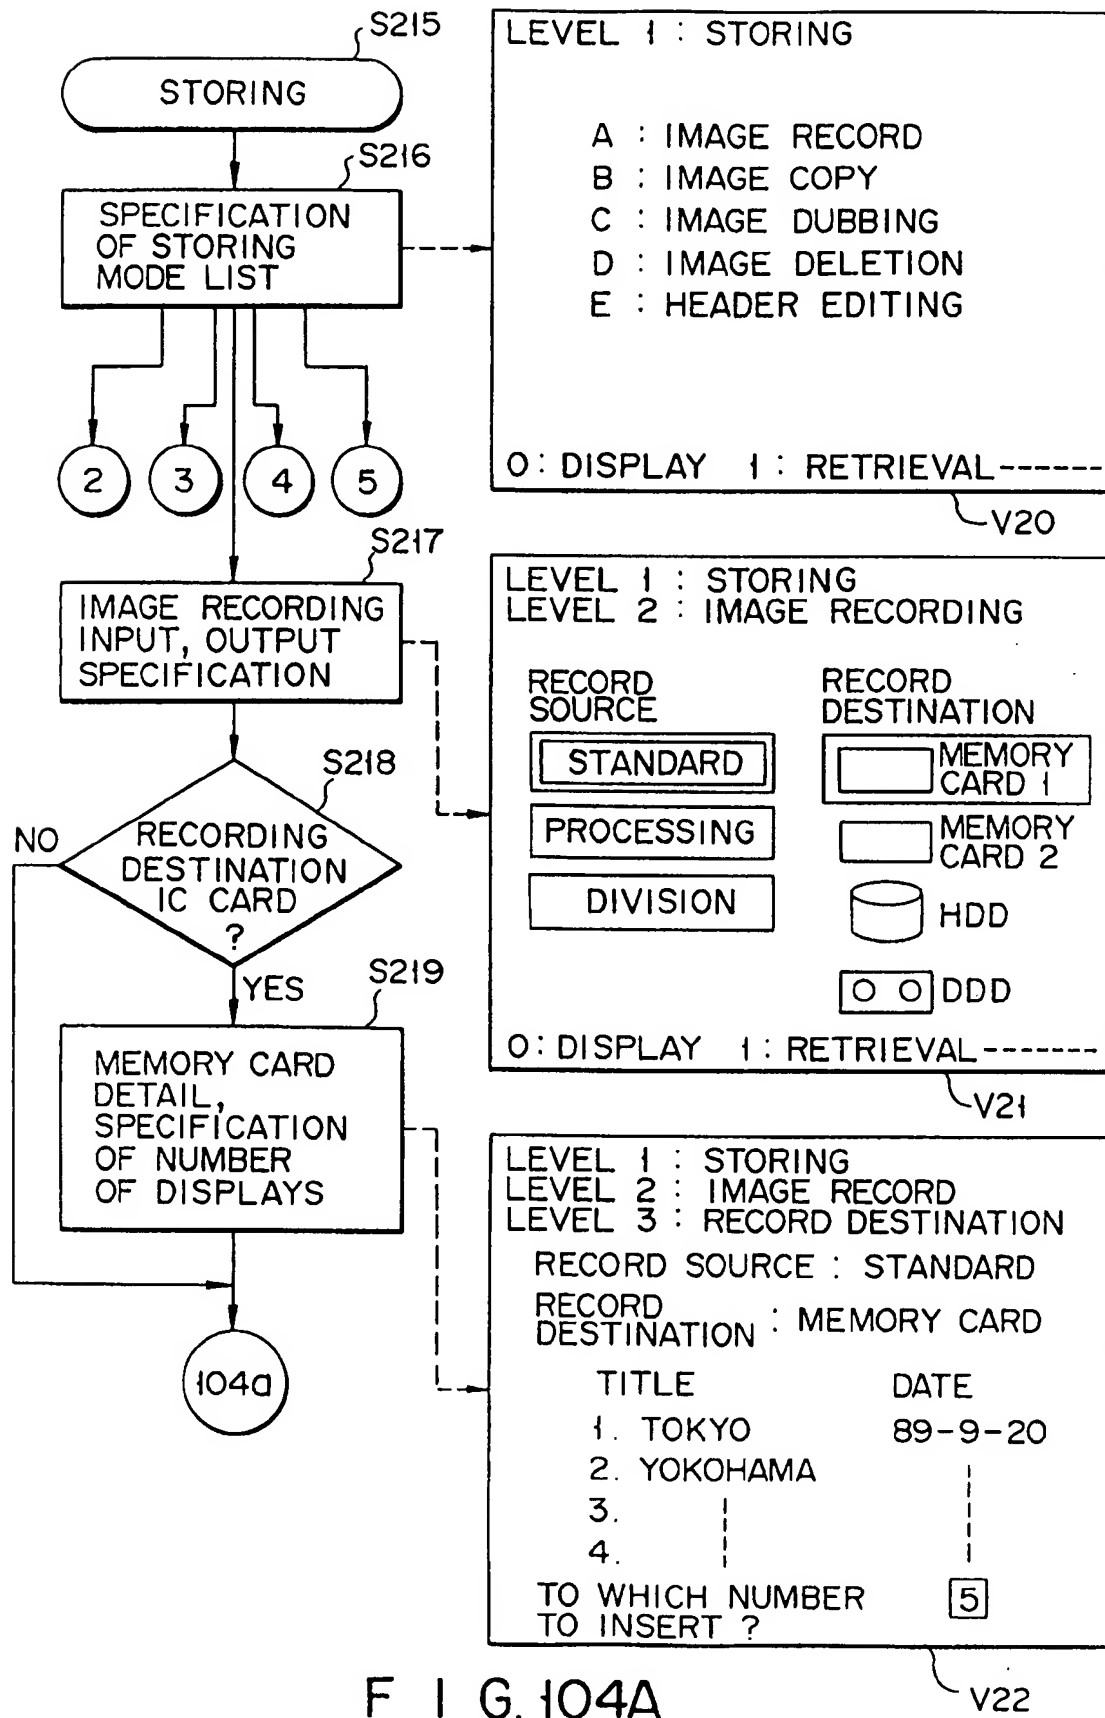 S215
STORING
S216
SPECIFICATION
OF STORING
MODE LIST
2 3 4 5
S217
IMAGE RECORDING
INPUT, OUTPUT
SPECIFICATION
S218
NO
RECORDING
DESTINATION
IC CARD
?
YES
S219
MEMORY CARD
DETAIL,
SPECIFICATION
OF NUMBER
OF DISPLAYS
104a
LEVEL 1 : STORING
A : IMAGE RECORD
B : IMAGE COPY
C : IMAGE DUBBING
D : IMAGE DELETION
E : HEADER EDITING
0 : DISPLAY 1 : RETRIEVAL ------
V20
LEVEL 1 : STORING
LEVEL 2 : IMAGE RECORDING
RECORD
SOURCE
STANDARD
PROCESSING
DIVISION
RECORD
DESTINATION
MEMORY
CARD 1
MEMORY
CARD 2
HDD
DDD
0 : DISPLAY 1 : RETRIEVAL -------
V21
LEVEL 1 : STORING
LEVEL 2 : IMAGE RECORD
LEVEL 3 : RECORD DESTINATION
RECORD SOURCE : STANDARD
RECORD
DESTINATION : MEMORY CARD
TITLE DATE
1. TOKYO 89-9-20
2. YOKOHAMA
3.
4.
TO WHICH NUMBER 5
TO INSERT ?
V22
FIG. 104A